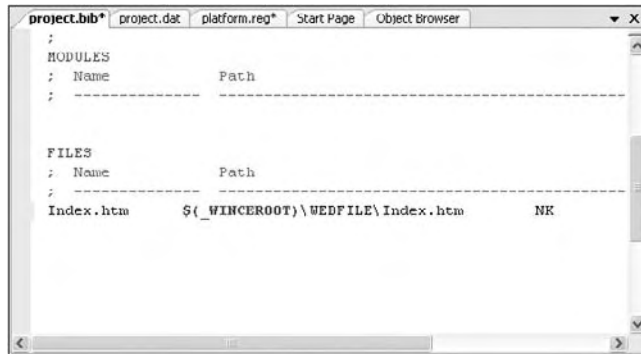 project.bib* project.dat platform.reg* Start Page Object Browser
;
MODULES
; Name Path
; -------------- -----------------------------------------
FILES
; Name Path
; -------------- -----------------------------------------
Index.htm $(_WINCEROOT)\WEDFILE\Index.htm NK